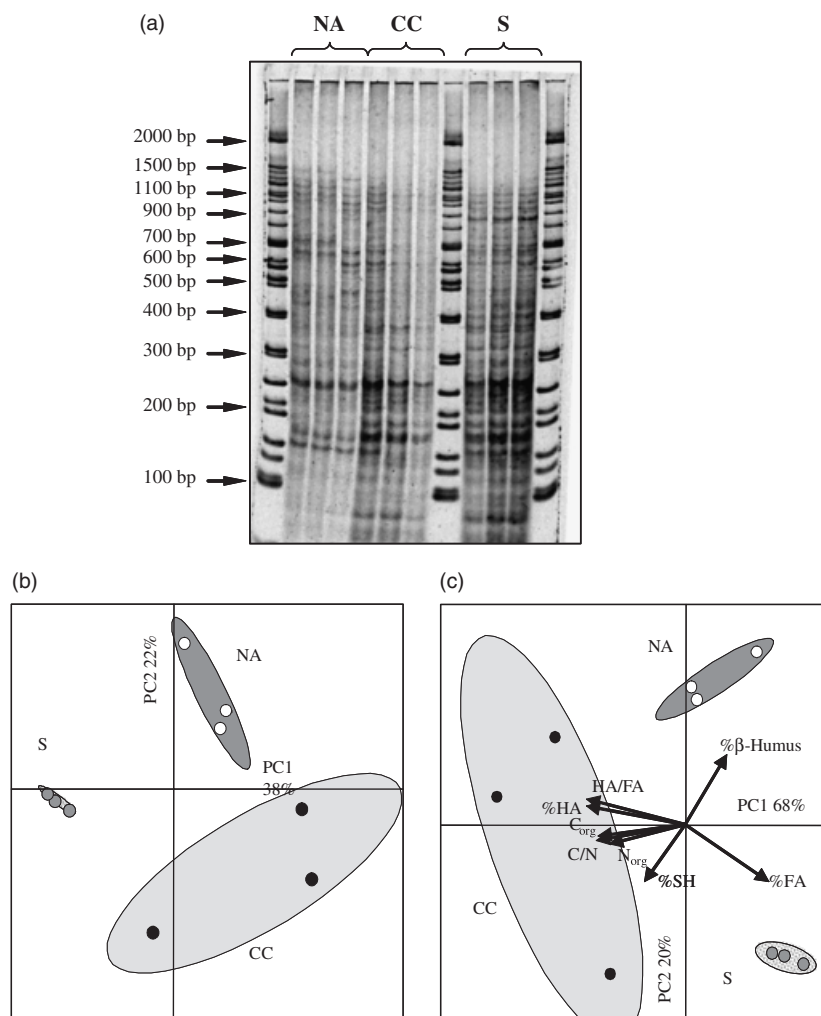 (a)
NA CC S
2000 bp
1500 bp
1100 bp
900 bp
700 bp
600 bp
500 bp
400 bp
300 bp
200 bp
100 bp
(b)
PC2 22%
NA
S
PC1
38%
CC
(c)
NA
%β-Humus
HA/FA
PC1 68%
%HA
Corg
C/N Norg
%SH %FA
CC
PC2 20%
S